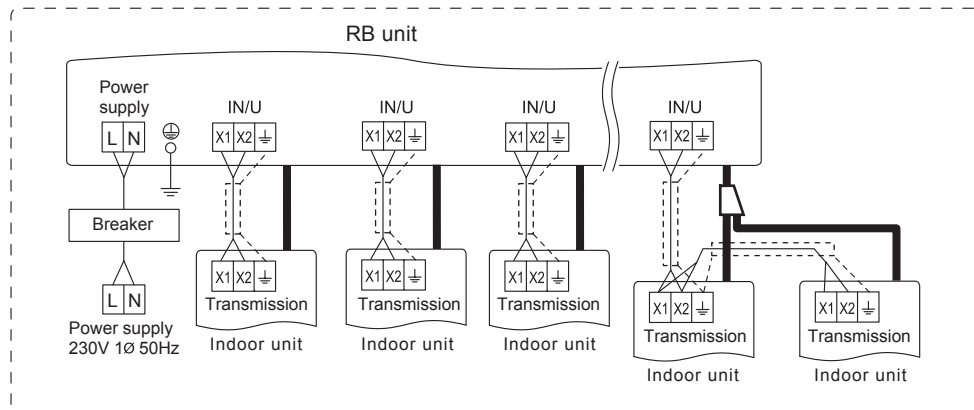 RB unit
Power
supply
IN/U
IN/U
IN/U
IN/U
L N
X1 X2
X1 X2
X1 X2
X1 X2
Breaker
X1 X2
X1 X2
X1 X2
X1 X2
X1 X2
L N
Transmission
Transmission
Transmission
Transmission
Transmission
Power supply
230V 1Ø 50Hz
Indoor unit
Indoor unit
Indoor unit
Indoor unit
Indoor unit